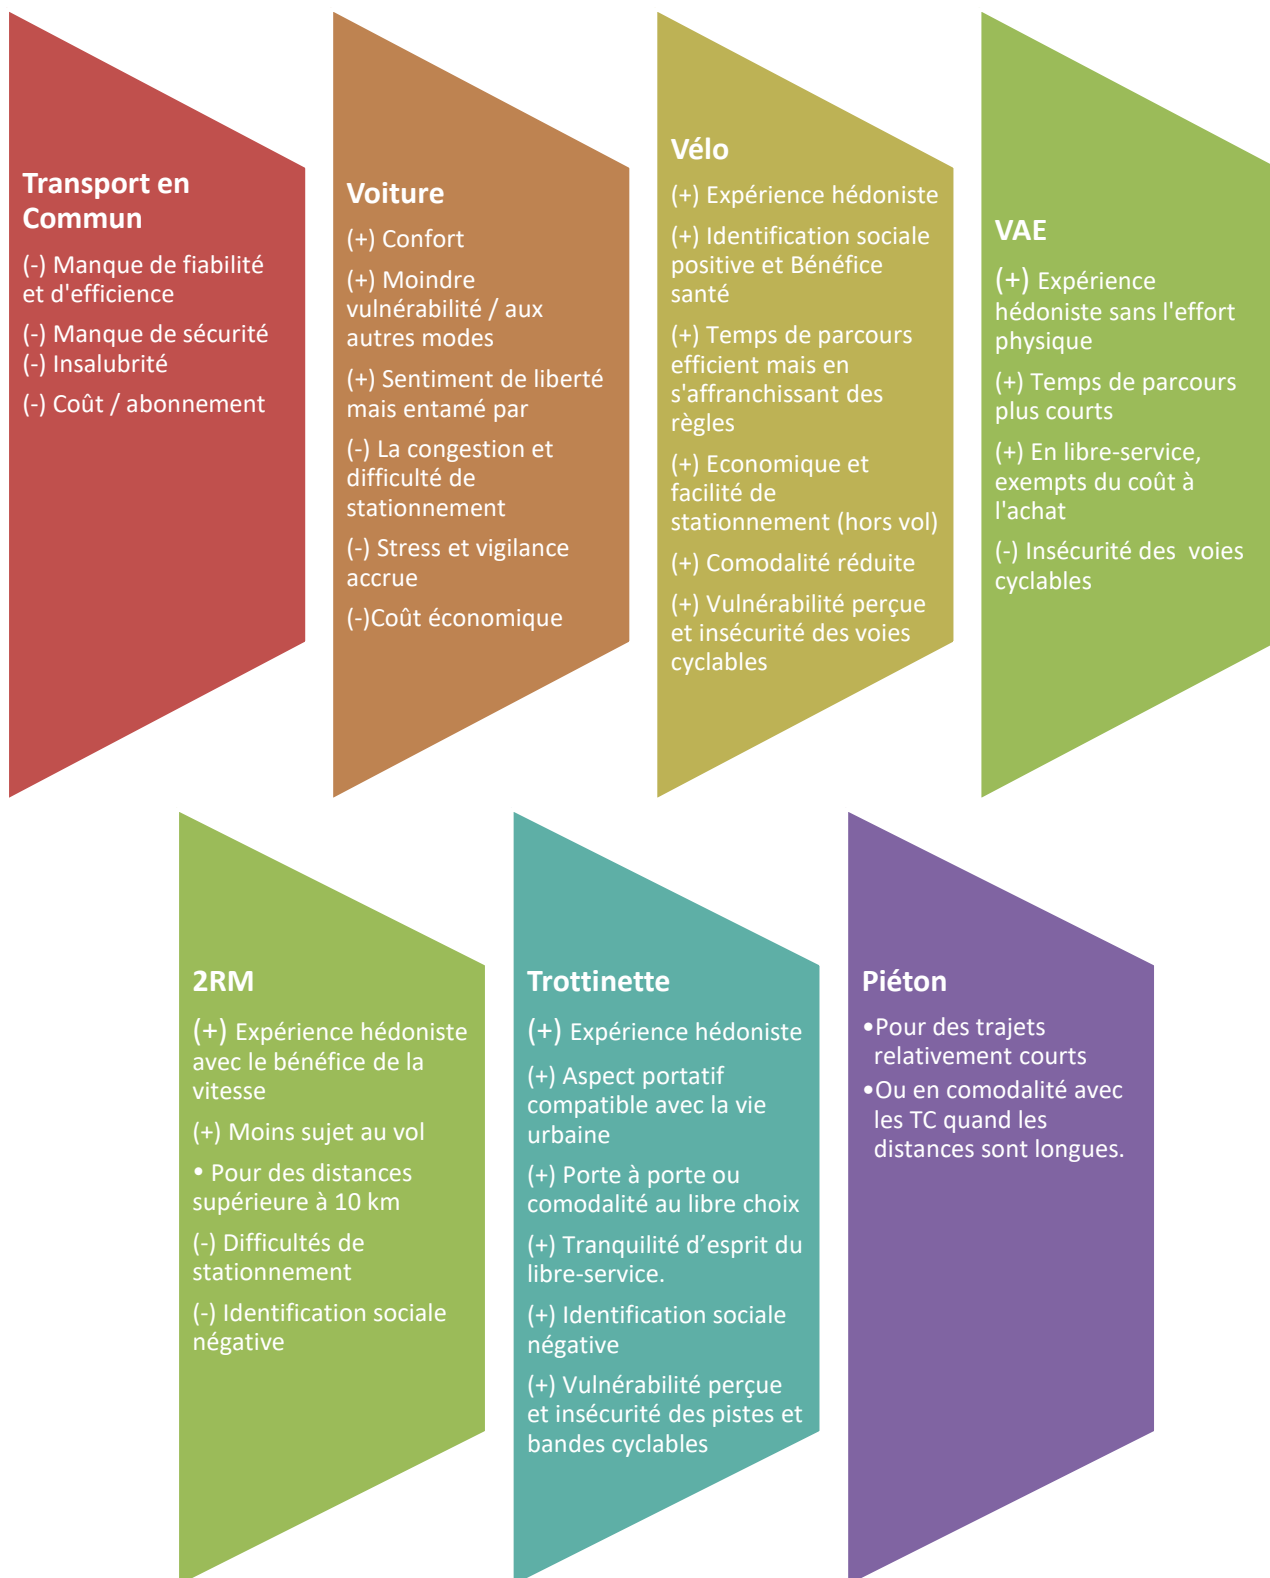 Transport en
Commun
(-) Manque de fiabilité
et d'efficience
(-) Manque de sécurité
(-) Insalubrité
(-) Coût / abonnement
Voiture
(+) Confort
(+) Moindre
vulnérabilité / aux
autres modes
(+) Sentiment de liberté
mais entamé par
(-) La congestion et
difficulté de
stationnement
(-) Stress et vigilance
accrue
(-)Coût économique
Vélo
(+) Expérience hédoniste
(+) Identification sociale
positive et Bénéfice
santé
(+) Temps de parcours
efficient mais en
s'affranchissant des
règles
(+) Economique et
facilité de
stationnement (hors vol)
(+) Comodalité réduite
(+) Vulnérabilité perçue
et insécurité des voies
cyclables
VAE
(+) Expérience
hédoniste sans l'effort
physique
(+) Temps de parcours
plus courts
(+) En libre-service,
exempts du coût à
l'achat
(-) Insécurité des  voies
cyclables
2RM
(+) Expérience hédoniste
avec le bénéfice de la
vitesse
(+) Moins sujet au vol
• Pour des distances
supérieure à 10 km
(-) Difficultés de
stationnement
(-) Identification sociale
négative
Trottinette
(+) Expérience hédoniste
(+) Aspect portatif
compatible avec la vie
urbaine
(+) Porte à porte ou
comodalité au libre choix
(+) Tranquilité d’esprit du
libre-service.
(+) Identification sociale
négative
(+) Vulnérabilité perçue
et insécurité des pistes et
bandes cyclables
Piéton
•Pour des trajets
relativement courts
•Ou en comodalité avec
les TC quand les
distances sont longues.